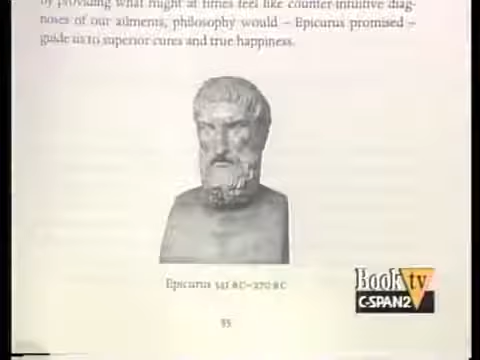 by providing what might at times feel like counter-intuitive diag-
noses of our ailments, philosophy would – Epicurus promised –
guide us to superior cures and true happiness.
Epicurus 341 BC–270 BC
55
Book tv
C-SPAN2